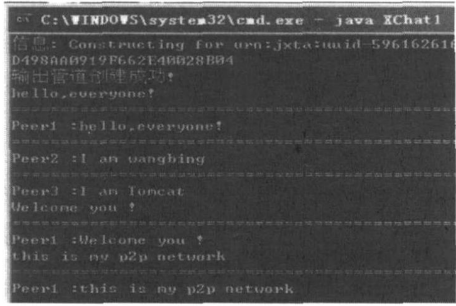 C:\WINDOWS\system32\cmd.exe - java XChat1
信息: Constructing for urn:jxta:uuid-596162616
D498AA0919F662E40028B04
输出管道创建成功!
hello,everyone!
Peer1 :hello,everyone!
Peer2 :I am wangbing
Peer3 :I am Tomcat
Welcome you !
Peer1 :Welcome you !
this is my p2p network
Peer1 :this is my p2p network